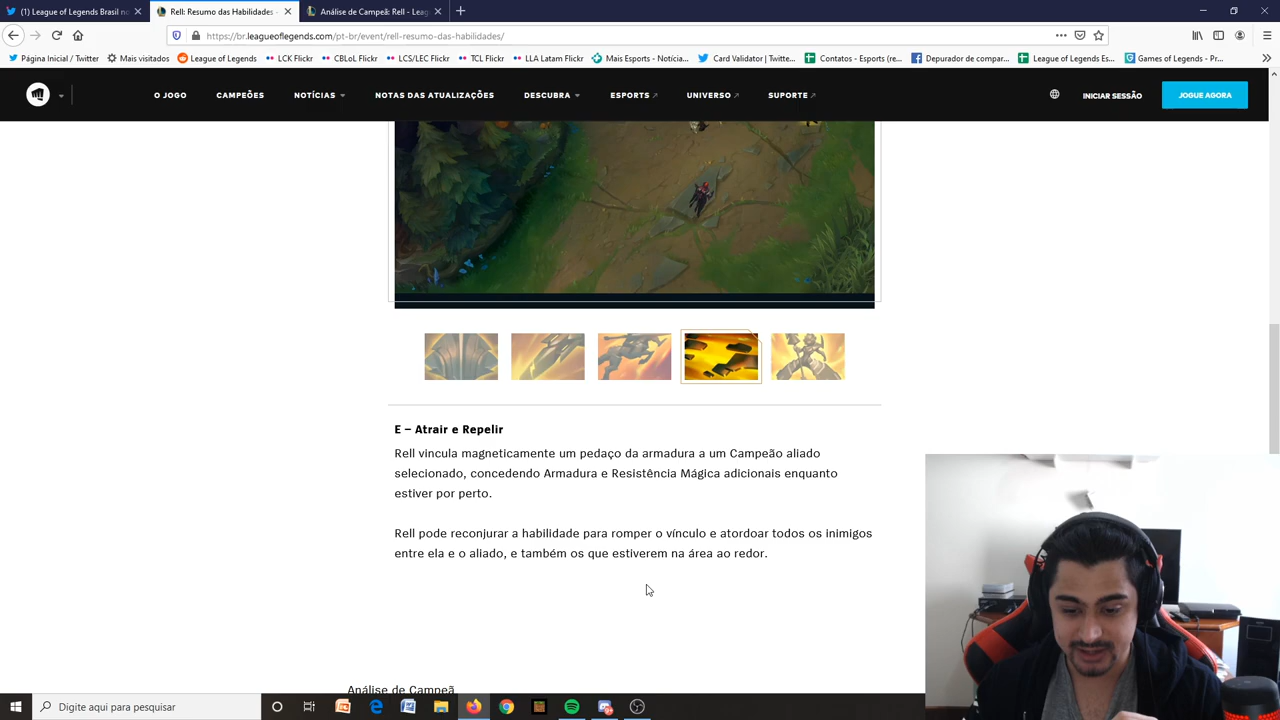 (1) League of Legends Brasil no
Rell: Resumo das Habilidades -
Análise de Campeã: Rell - Leag
https://br.leagueoflegends.com/pt-br/event/rell-resumo-das-habilidades/
Página Inicial / Twitter
Mais visitados
League of Legends
LCK Flickr
CBLoL Flickr
LCS/LEC Flickr
TCL Flickr
LLA Latam Flickr
Mais Esports - Notícia...
Card Validator | Twitte...
Contatos - Esports (re...
Depurador de compar...
League of Legends Es...
Games of Legends - Pr...
O JOGO
CAMPEÕES
NOTÍCIAS
NOTAS DAS ATUALIZAÇÕES
DESCUBRA
ESPORTS
UNIVERSO
SUPORTE
INICIAR SESSÃO
JOGUE AGORA
E – Atrair e Repelir
Rell vincula magneticamente um pedaço da armadura a um Campeão aliado
selecionado, concedendo Armadura e Resistência Mágica adicionais enquanto
estiver por perto.
Rell pode reconjurar a habilidade para romper o vínculo e atordoar todos os inimigos
entre ela e o aliado, e também os que estiverem na área ao redor.
Análise de Campeã
Digite aqui para pesquisar